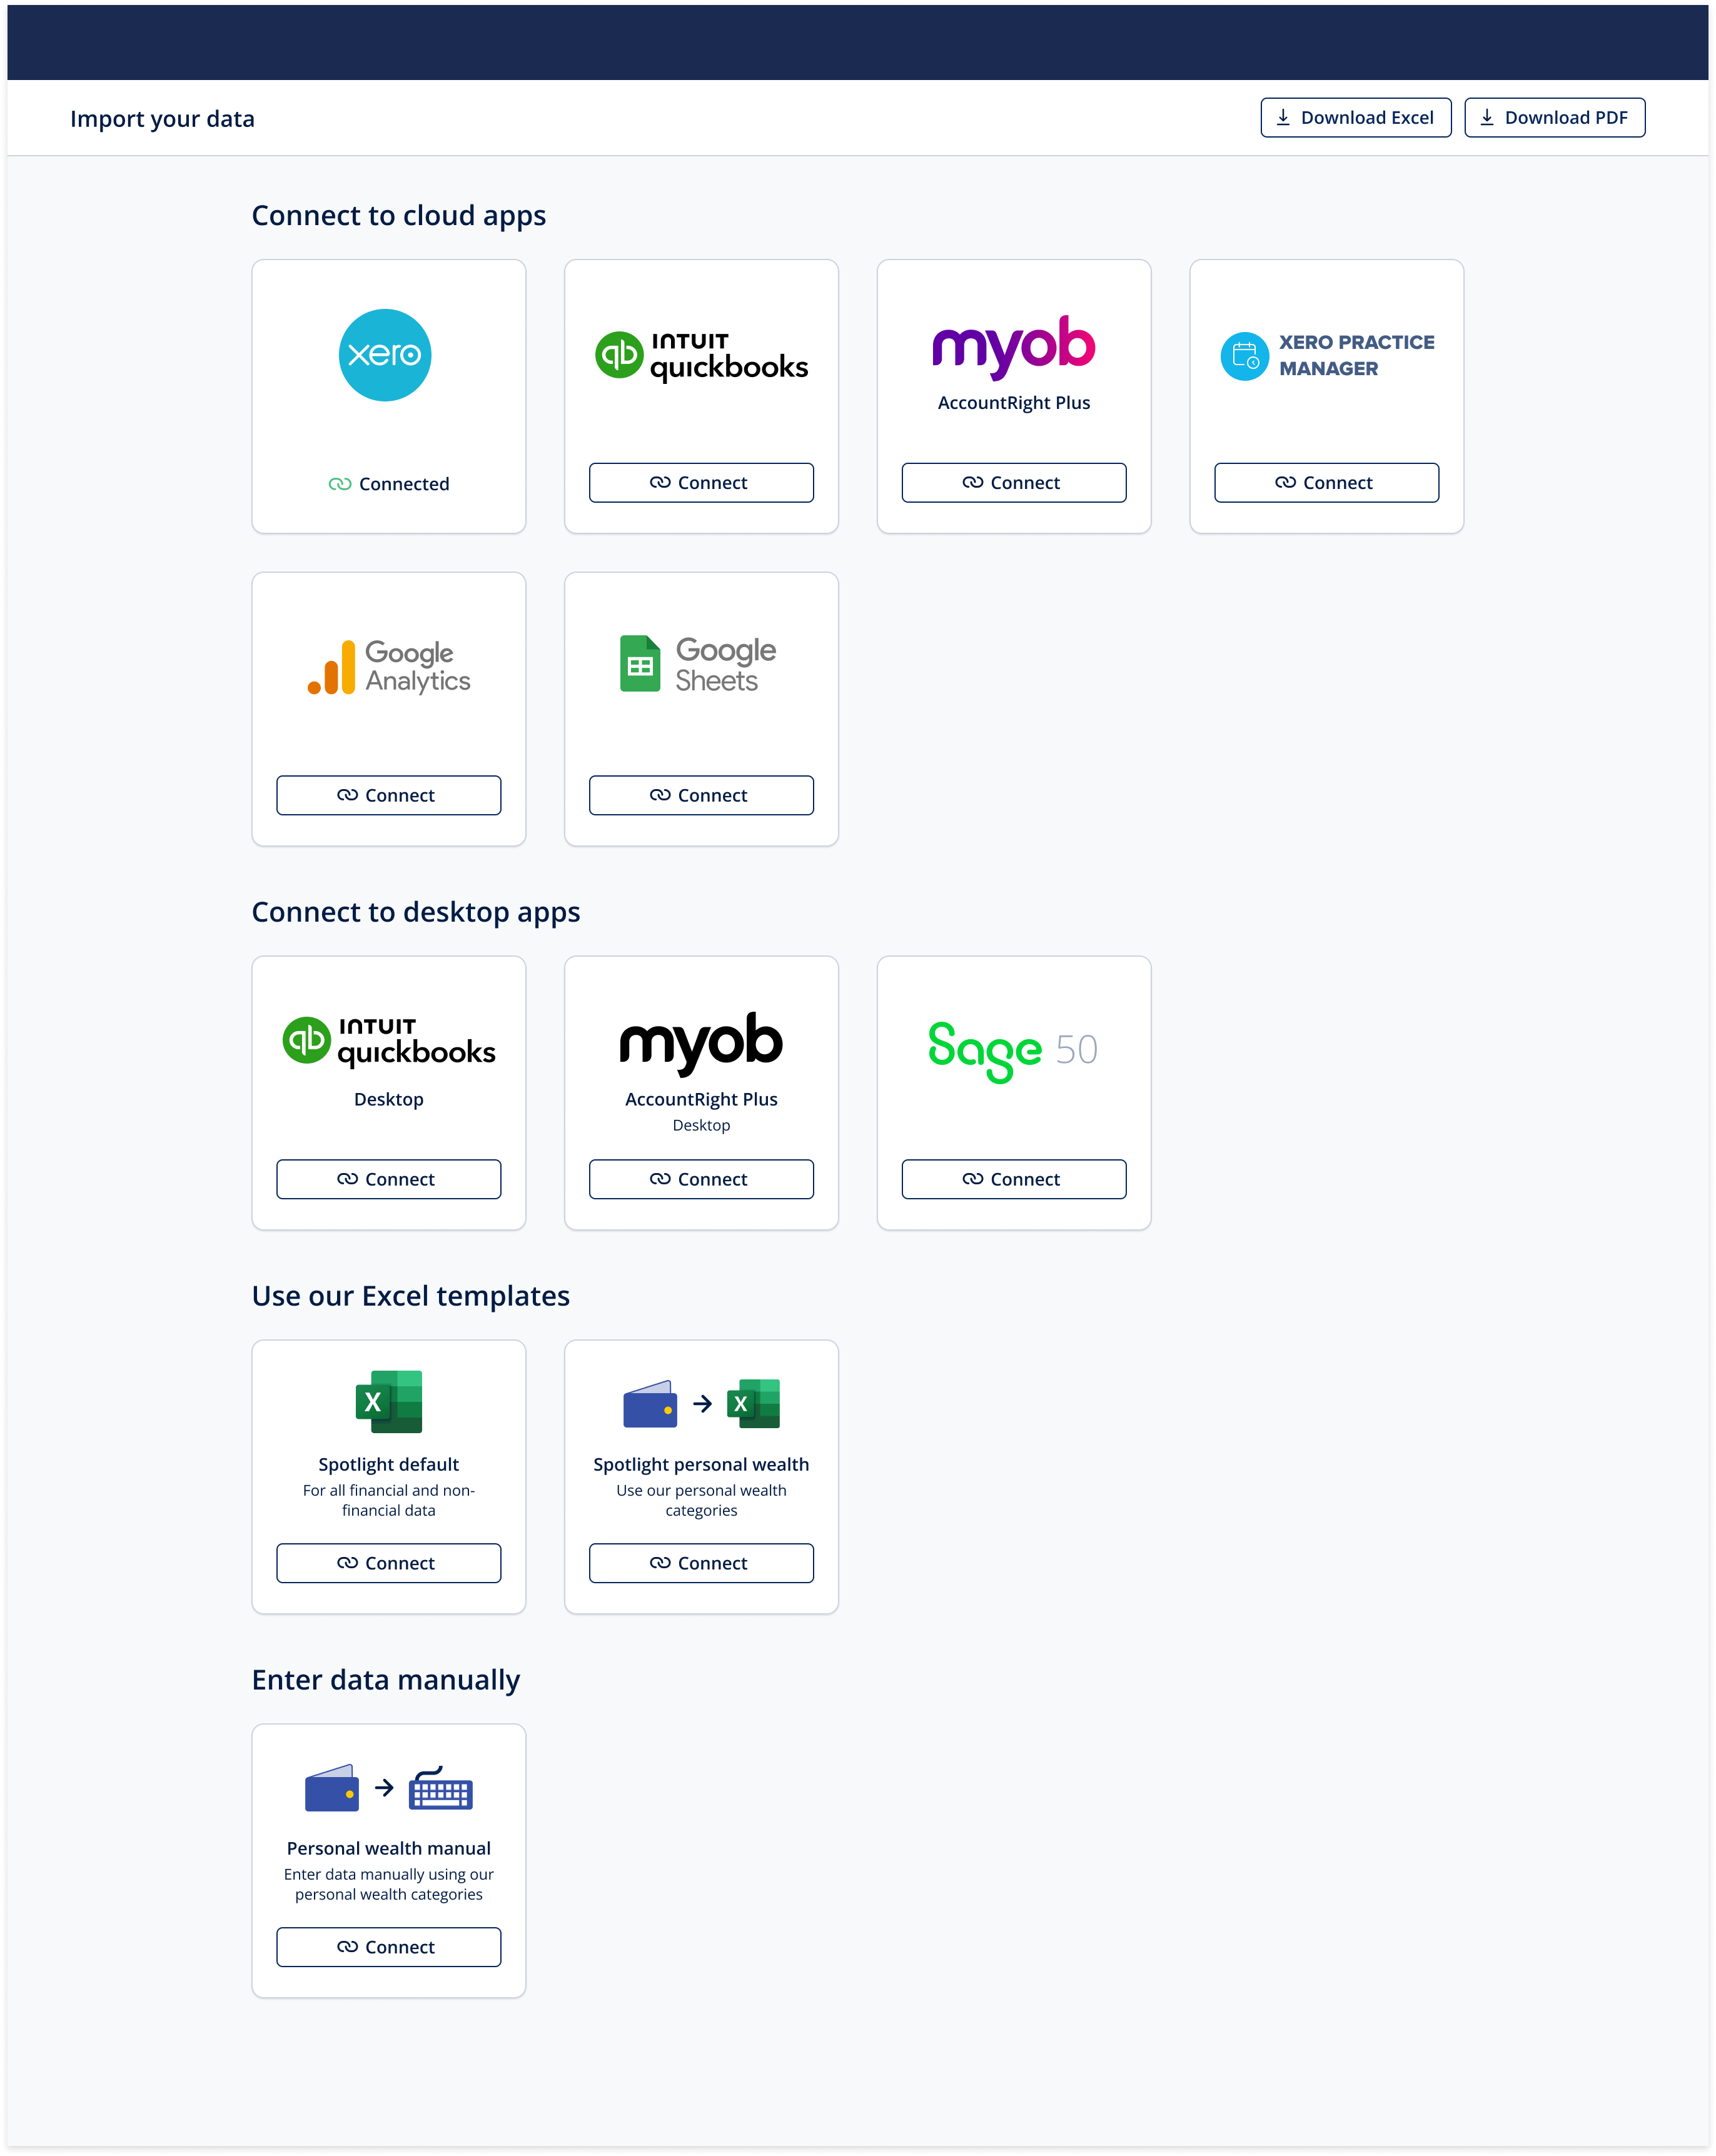 Import your data
Download Excel
Download PDF
Connect to cloud apps
xero
Connected
qb
INTUIT
quickbooks
Connect
myob
AccountRight Plus
Connect
XERO PRACTICE
MANAGER
Connect
Google
Analytics
Connect
Google
Sheets
Connect
Connect to desktop apps
qb
INTUIT
quickbooks
Desktop
Connect
myob
AccountRight Plus
Desktop
Connect
Sage 50
Connect
Use our Excel templates
X
Spotlight default
For all financial and non-
financial data
Connect
X
Spotlight personal wealth
Use our personal wealth
categories
Connect
Enter data manually
Personal wealth manual
Enter data manually using our
personal wealth categories
Connect